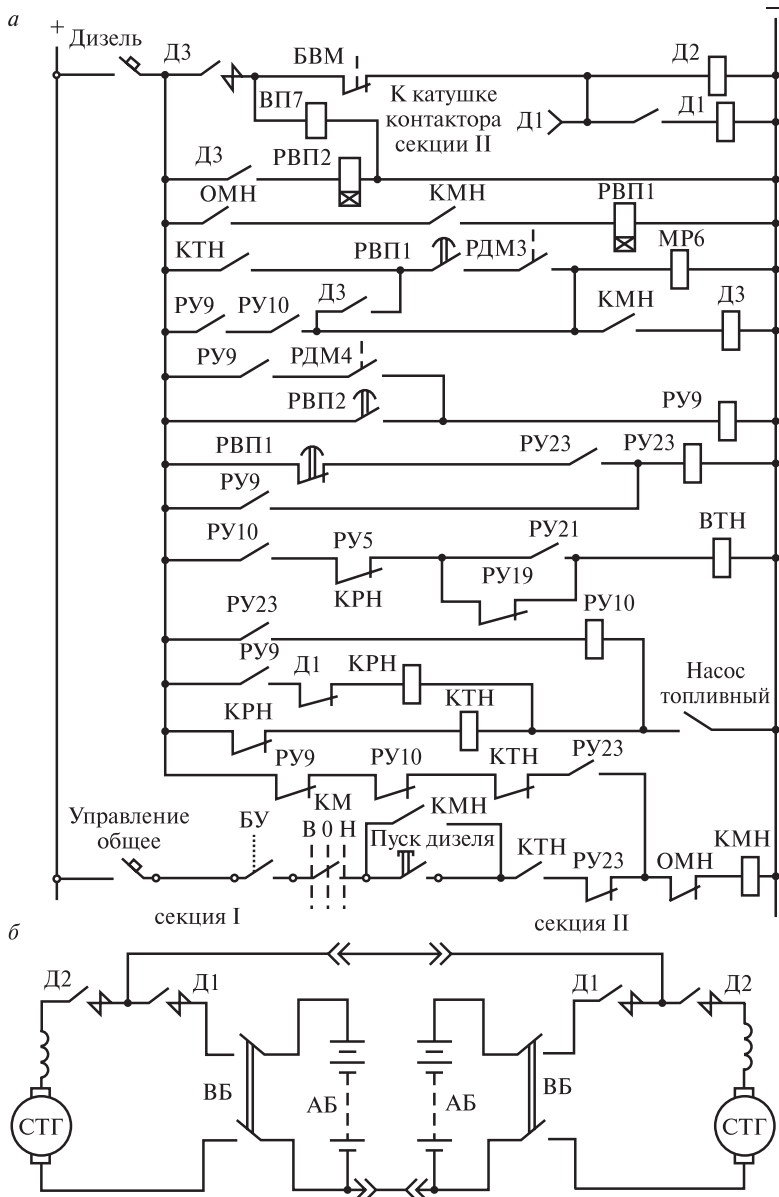 а
+
–
Дизель
Д3
БВМ
Д2
ВП7
К катушке
контактора
секции II
Д1
Д1
Д3
РВП2
ОМН
КМН
РВП1
КТН
РВП1
РДМ3
МР6
РУ9
РУ10
Д3
КМН
Д3
РУ9
РДМ4
РВП2
РУ9
РВП1
РУ23
РУ23
РУ9
РУ10
РУ5
РУ21
ВТН
КРН
РУ19
РУ23
РУ10
РУ9
Д1
КРН
КТН
Насос
топливный
КРН
РУ9
РУ10
КТН
РУ23
Управление
общее
БУ
КМ
В 0 Н
КМН
Пуск дизеля
КТН
РУ23
ОМН
КМН
секция I
секция II
б
Д2
Д1
Д1
Д2
ВБ
АБ
АБ
ВБ
СТГ
СТГ